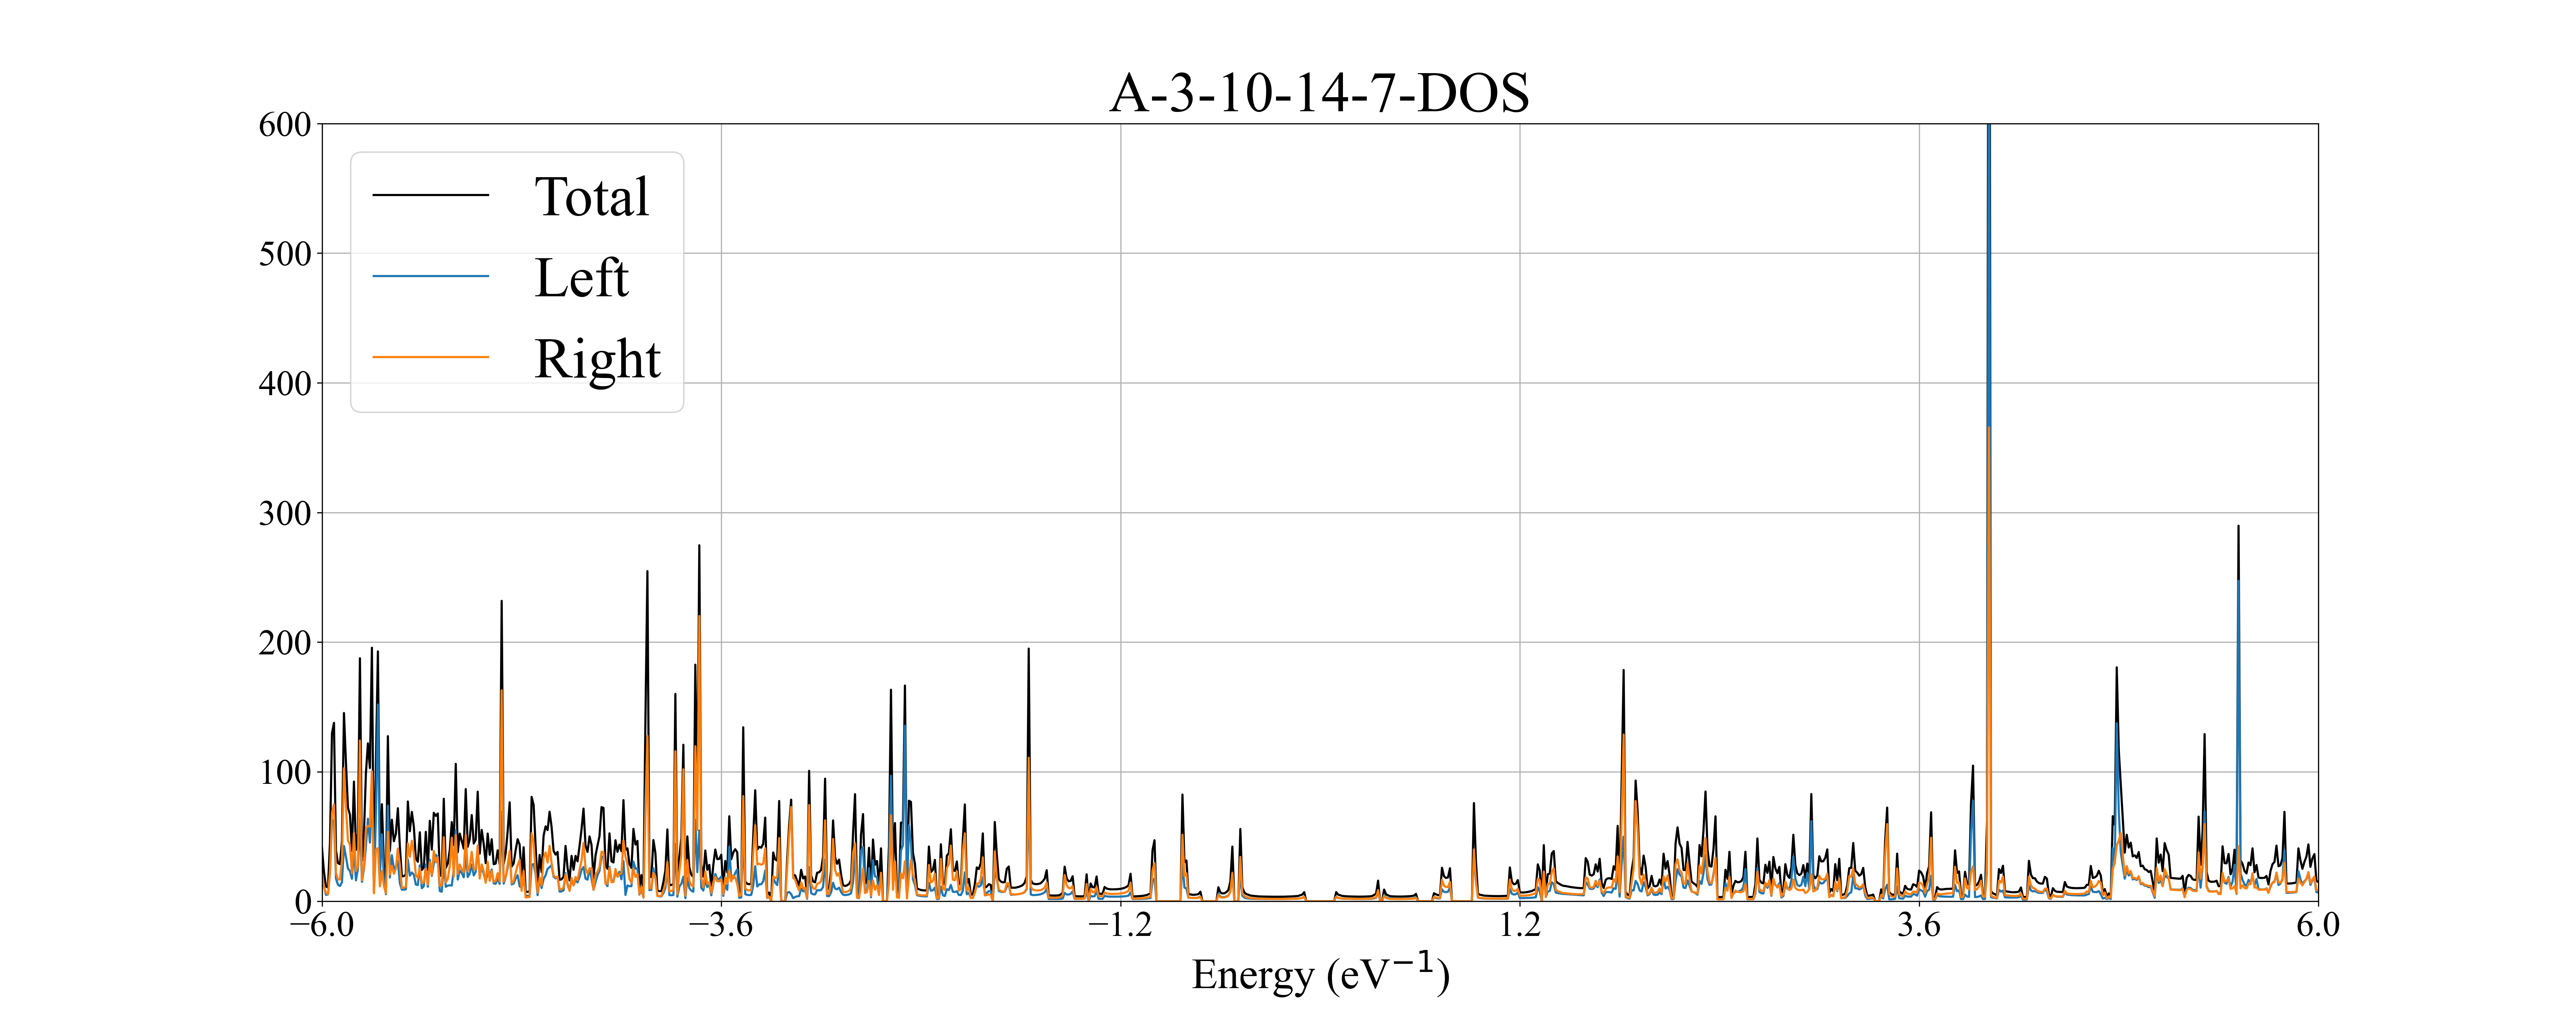 A-3-10-14-7-DOS
600
500
400
300
200
100
0
Total
Left
Right
−6.0 −3.6 −1.2 1.2 3.6 6.0
Energy (eV⁻¹)